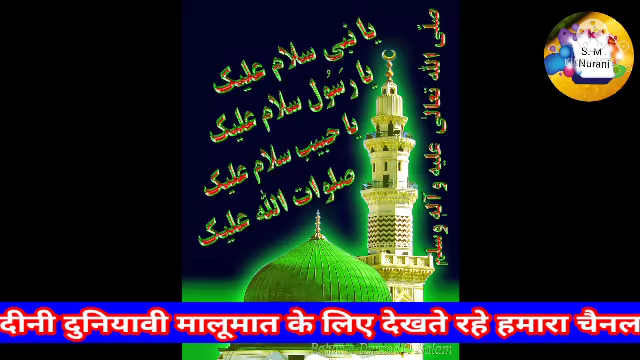 یا نبی سلام علیک
یا رسول سلام علیک
یا حبیب سلام علیک
صلوات اللہ علیک
صلی اللہ تعالٰی علیہ و آلہ وسلم
S. M
Nurani
दीनी दुनियावी मालूमात के लिए देखते रहे हमारा चैनल